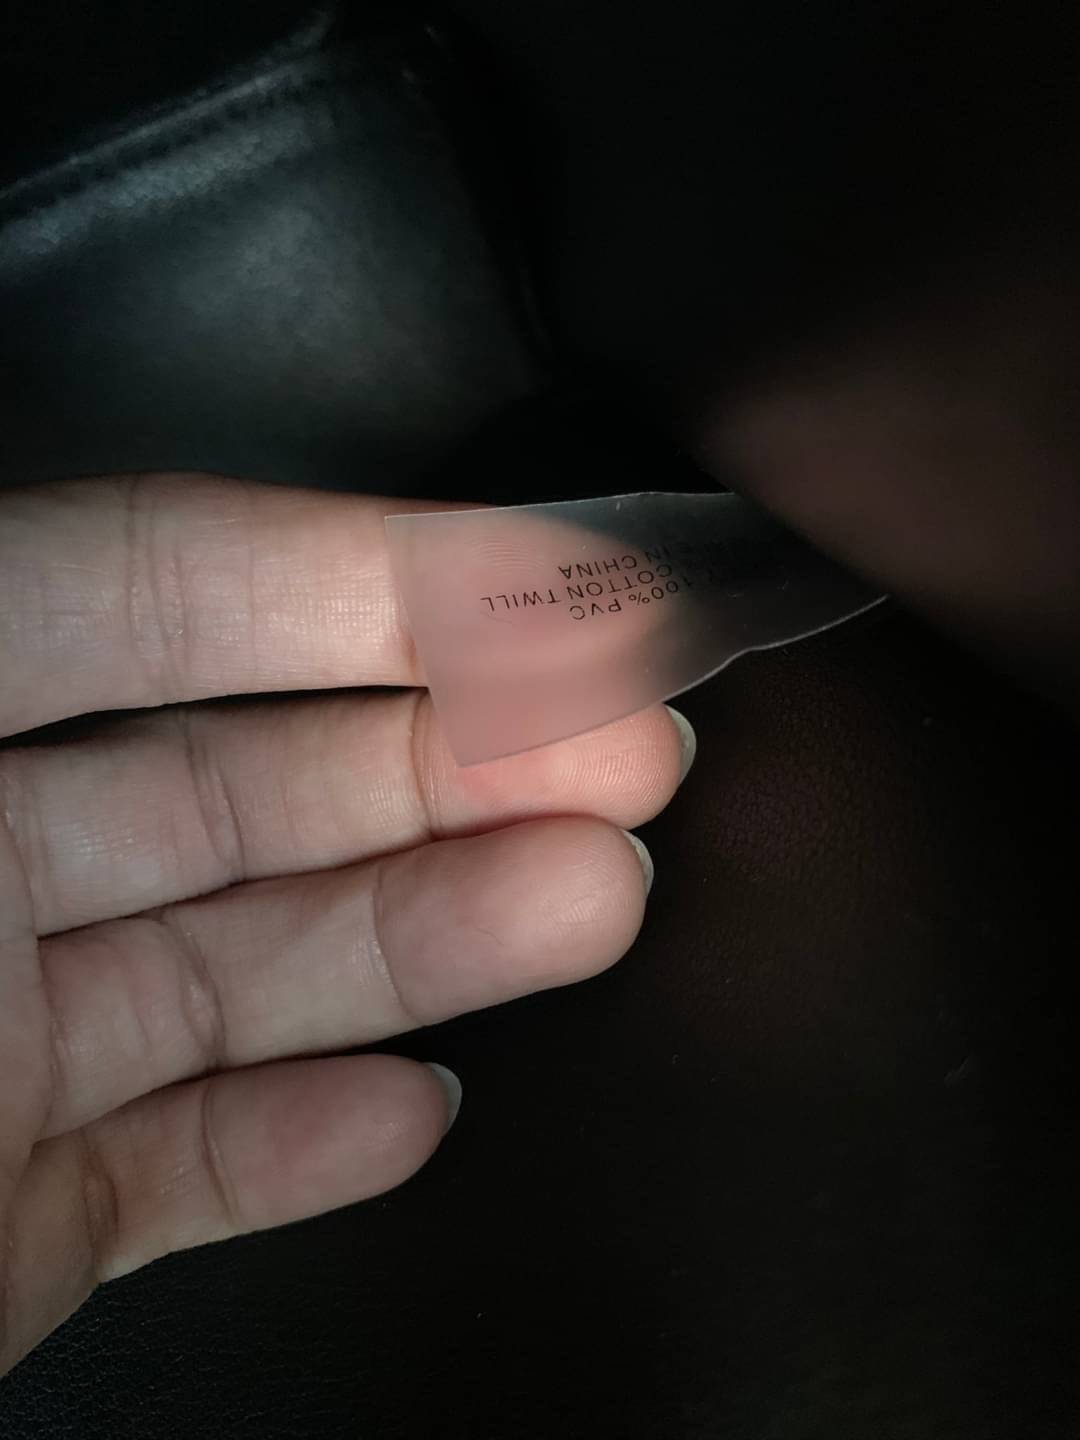 100% PVC
COTTON TWILL
IN CHINA